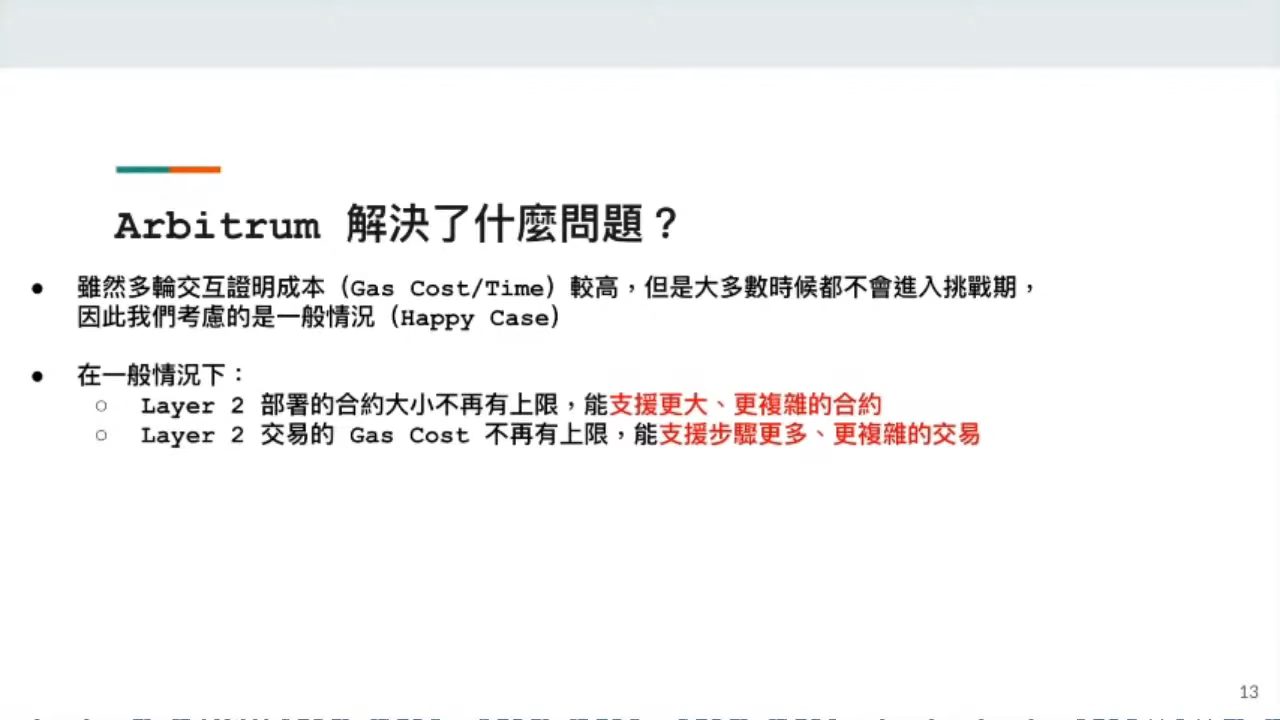 Arbitrum 解決了什麼問題？
● 雖然多輪交互證明成本（Gas Cost/Time）較高，但是大多數時候都不會進入挑戰期，
因此我們考慮的是一般情況（Happy Case）
● 在一般情況下：
○ Layer 2 部署的合約大小不再有上限，能支援更大、更複雜的合約
○ Layer 2 交易的 Gas Cost 不再有上限，能支援步驟更多、更複雜的交易
13